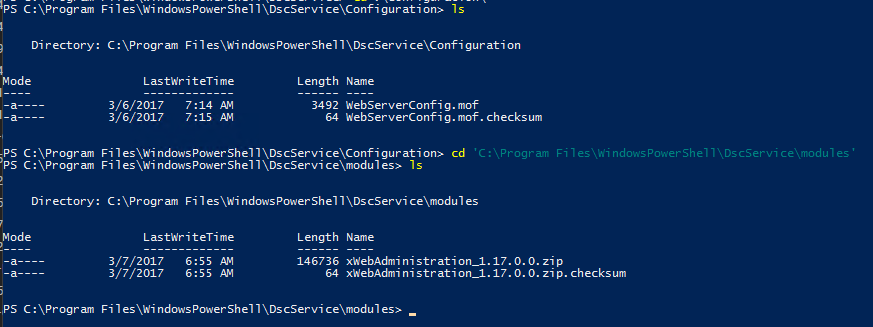 PS C:\Program Files\WindowsPowerShell\DscService\Configuration> ls
Directory: C:\Program Files\WindowsPowerShell\DscService\Configuration
Mode LastWriteTime Length Name
---- ------------- ------ ----
-a---- 3/6/2017 7:14 AM 3492 WebServerConfig.mof
-a---- 3/6/2017 7:15 AM 64 WebServerConfig.mof.checksum
PS C:\Program Files\WindowsPowerShell\DscService\Configuration> cd 'C:\Program Files\WindowsPowerShell\DscService\modules'
PS C:\Program Files\WindowsPowerShell\DscService\modules> ls
Directory: C:\Program Files\WindowsPowerShell\DscService\modules
Mode LastWriteTime Length Name
---- ------------- ------ ----
-a---- 3/7/2017 6:55 AM 146736 xWebAdministration_1.17.0.0.zip
-a---- 3/7/2017 6:55 AM 64 xWebAdministration_1.17.0.0.zip.checksum
PS C:\Program Files\WindowsPowerShell\DscService\modules> _